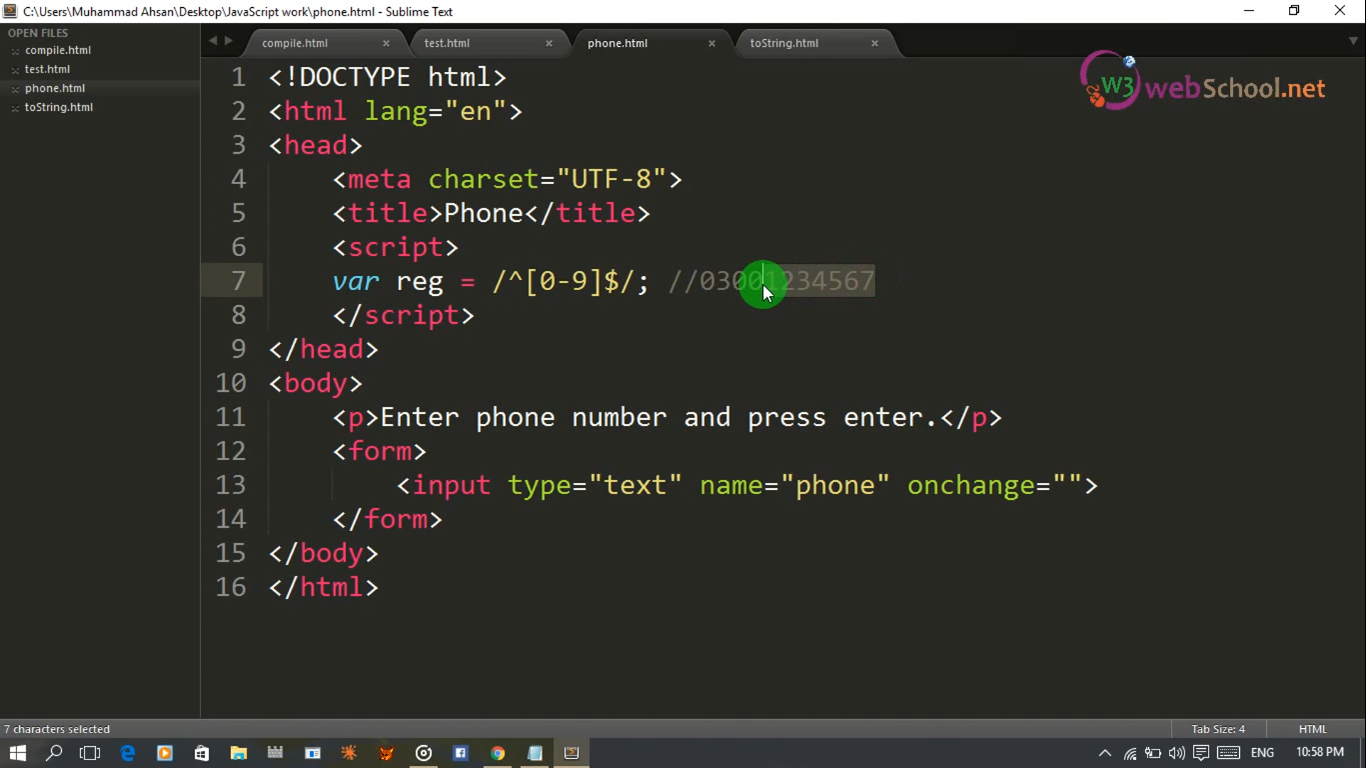 C:\Users\Muhammad Ahsan\Desktop\JavaScript work\phone.html - Sublime Text
OPEN FILES
compile.html
test.html
phone.html
toString.html
compile.html × test.html × phone.html × toString.html ×
W3 webSchool.net
1 <!DOCTYPE html>
2 <html lang="en">
3 <head>
4 <meta charset="UTF-8">
5 <title>Phone</title>
6 <script>
7 var reg = /^[0-9]$/; //03001234567
8 </script>
9 </head>
10 <body>
11 <p>Enter phone number and press enter.</p>
12 <form>
13 <input type="text" name="phone" onchange="">
14 </form>
15 </body>
16 </html>
7 characters selected
Tab Size: 4
HTML
ENG
10:58 PM